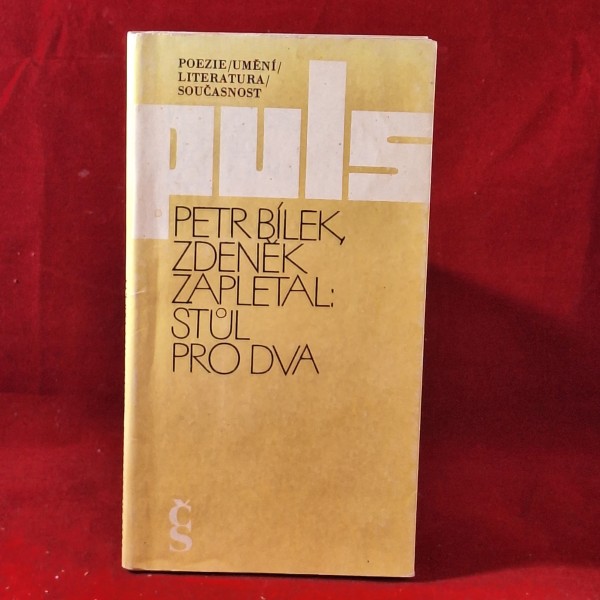 POEZIE/UMĚNÍ/
LITERATURA/
SOUČASNOST
puls
PETR BÍLEK,
ZDENĚK
ZAPLETAL:
STŮL
PRO DVA
ČS